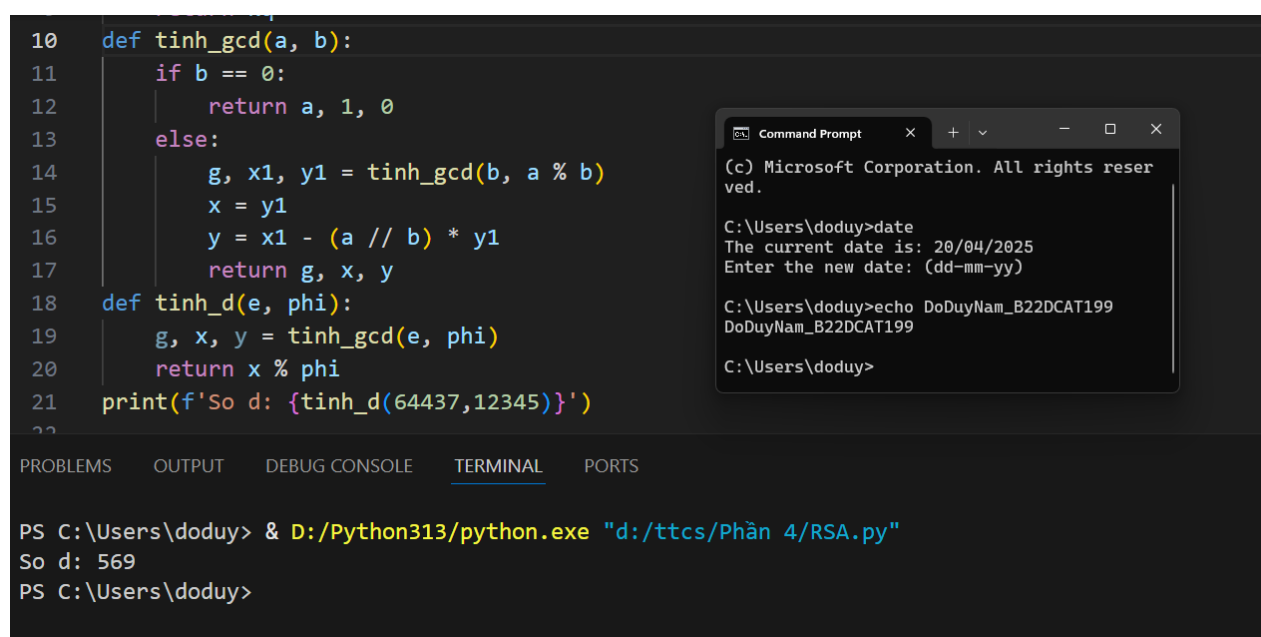 10 def tinh_gcd(a, b):
11 if b == 0:
12 return a, 1, 0
13 else:
14 g, x1, y1 = tinh_gcd(b, a % b)
15 x = y1
16 y = x1 - (a // b) * y1
17 return g, x, y
18 def tinh_d(e, phi):
19 g, x, y = tinh_gcd(e, phi)
20 return x % phi
21 print(f'So d: {tinh_d(64437,12345)}')
22
Command Prompt
(c) Microsoft Corporation. All rights reser
ved.
C:\Users\doduy>date
The current date is: 20/04/2025
Enter the new date: (dd-mm-yy)
C:\Users\doduy>echo DoDuyNam_B22DCAT199
DoDuyNam_B22DCAT199
C:\Users\doduy>
PROBLEMS OUTPUT DEBUG CONSOLE TERMINAL PORTS
PS C:\Users\doduy> & D:/Python313/python.exe "d:/ttcs/Phần 4/RSA.py"
So d: 569
PS C:\Users\doduy>